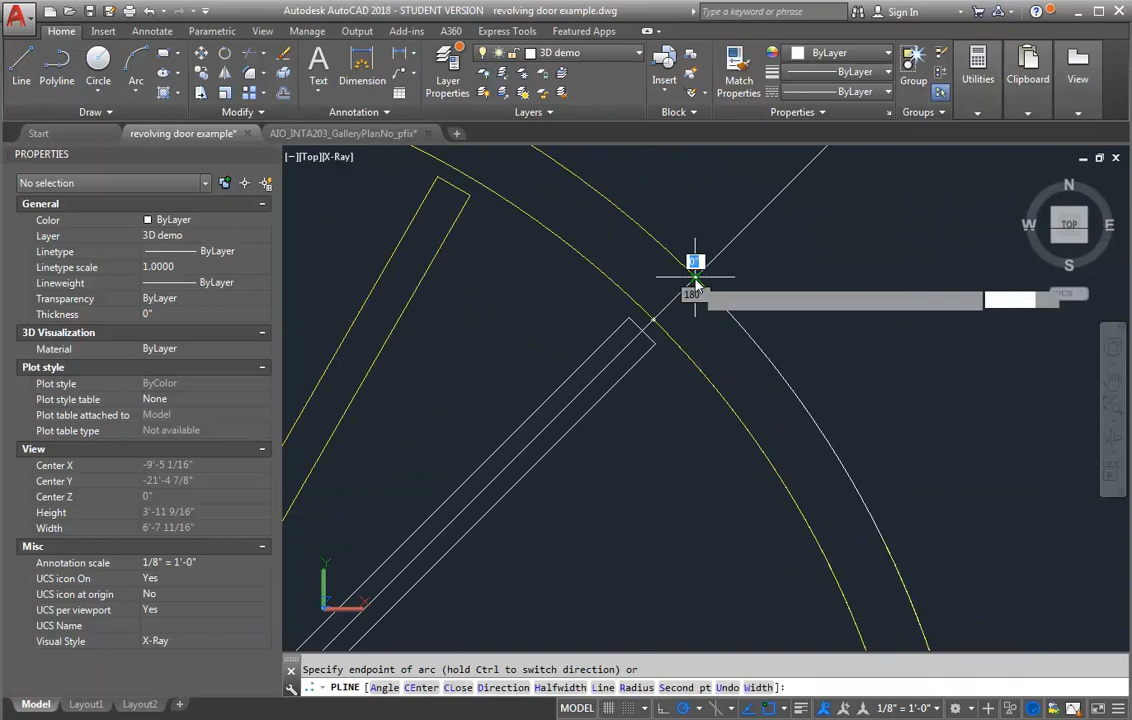 Autodesk AutoCAD 2018 - STUDENT VERSION revolving door example.dwg
Type a keyword or phrase
Sign In
Home Insert Annotate Parametric View Manage Output Add-ins A360 Express Tools Featured Apps
Line Polyline Circle Arc
Text Dimension
Layer Properties
3D demo
Insert
Match Properties
ByLayer
ByLayer
ByLayer
Group
Utilities Clipboard View
Draw Modify Annotation Layers Block Properties Groups
Start revolving door example* AIO_INTA203_GalleryPlanNo_pfix*
PROPERTIES
[−][Top][X-Ray]
No selection
General
Color ByLayer
Layer 3D demo
Linetype ByLayer
Linetype scale 1.0000
Lineweight ByLayer
Transparency ByLayer
Thickness 0"
3D Visualization
Material ByLayer
Plot style
Plot style ByColor
Plot style table None
Plot table attached to Model
Plot table type Not available
View
Center X -9'-5 1/16"
Center Y -21'-4 7/8"
Center Z 0"
Height 3'-11 9/16"
Width 6'-7 11/16"
Misc
Annotation scale 1/8" = 1'-0"
UCS icon On Yes
UCS icon at origin No
UCS per viewport Yes
UCS Name
Visual Style X-Ray
N
W TOP E
S
WCS
0"
180°
Y
X
Specify endpoint of arc (hold Ctrl to switch direction) or
PLINE [Angle CEnter CLose Direction Halfwidth Line Radius Second pt Undo Width]:
Model Layout1 Layout2
MODEL 1/8" = 1'-0"